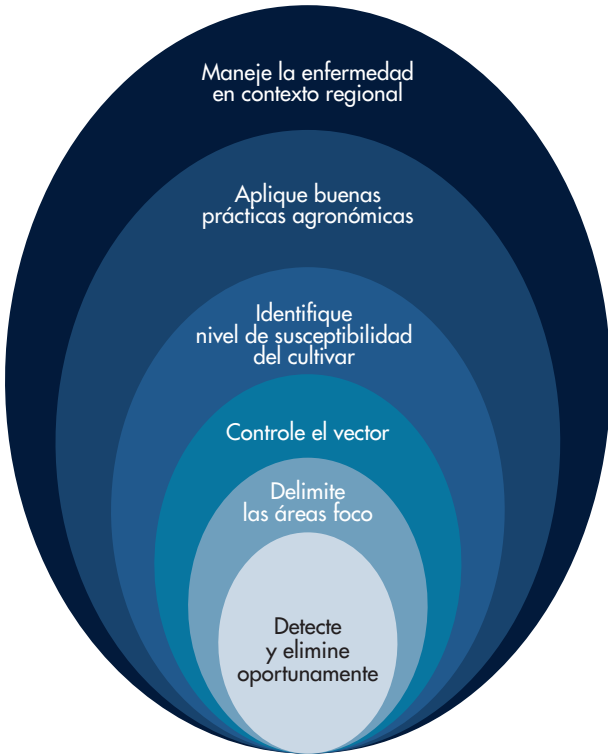 Maneje la enfermedad
en contexto regional
Aplique buenas
prácticas agronómicas
Identifique
nivel de susceptibilidad
del cultivar
Controle el vector
Delimite
las áreas foco
Detecte
y elimine
oportunamente